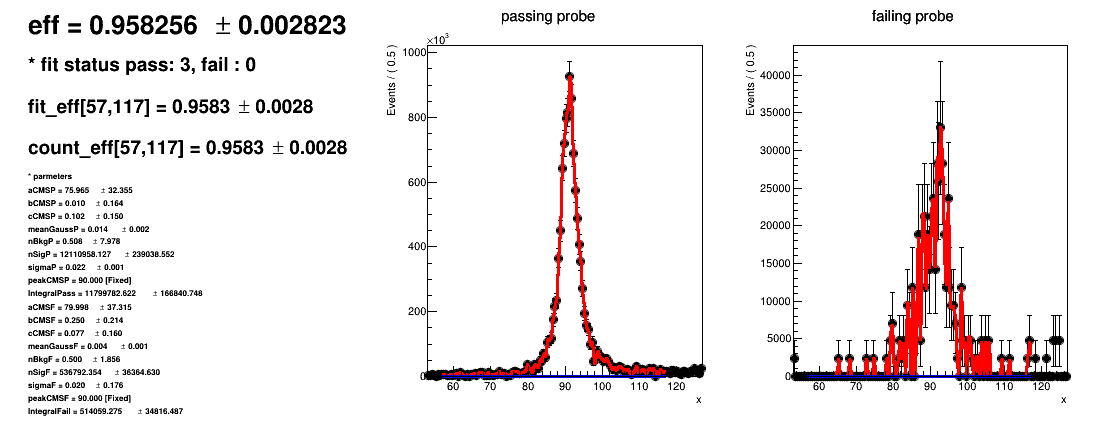 eff = 0.958256 ± 0.002823
* fit status pass: 3, fail : 0
fit_eff[57,117] = 0.9583 ± 0.0028
count_eff[57,117] = 0.9583 ± 0.0028
* parmeters
aCMSP = 75.965 ± 32.355
bCMSP = 0.010 ± 0.164
cCMSP = 0.102 ± 0.150
meanGaussP = 0.014 ± 0.002
nBkgP = 0.508 ± 7.978
nSigP = 12110958.127 ± 239038.552
sigmaP = 0.022 ± 0.001
peakCMSP = 90.000 [Fixed]
IntegralPass = 11799782.622 ± 166840.748
aCMSF = 79.998 ± 37.315
bCMSF = 0.250 ± 0.214
cCMSF = 0.077 ± 0.160
meanGaussF = 0.004 ± 0.001
nBkgF = 0.500 ± 1.856
nSigF = 536792.354 ± 36364.630
sigmaF = 0.020 ± 0.176
peakCMSF = 90.000 [Fixed]
IntegralFail = 514059.275 ± 34816.487
passing probe
×10³
Events / ( 0.5 )
1000
800
600
400
200
0
60 70 80 90 100 110 120
x
failing probe
Events / ( 0.5 )
40000
35000
30000
25000
20000
15000
10000
5000
0
60 70 80 90 100 110 120
x